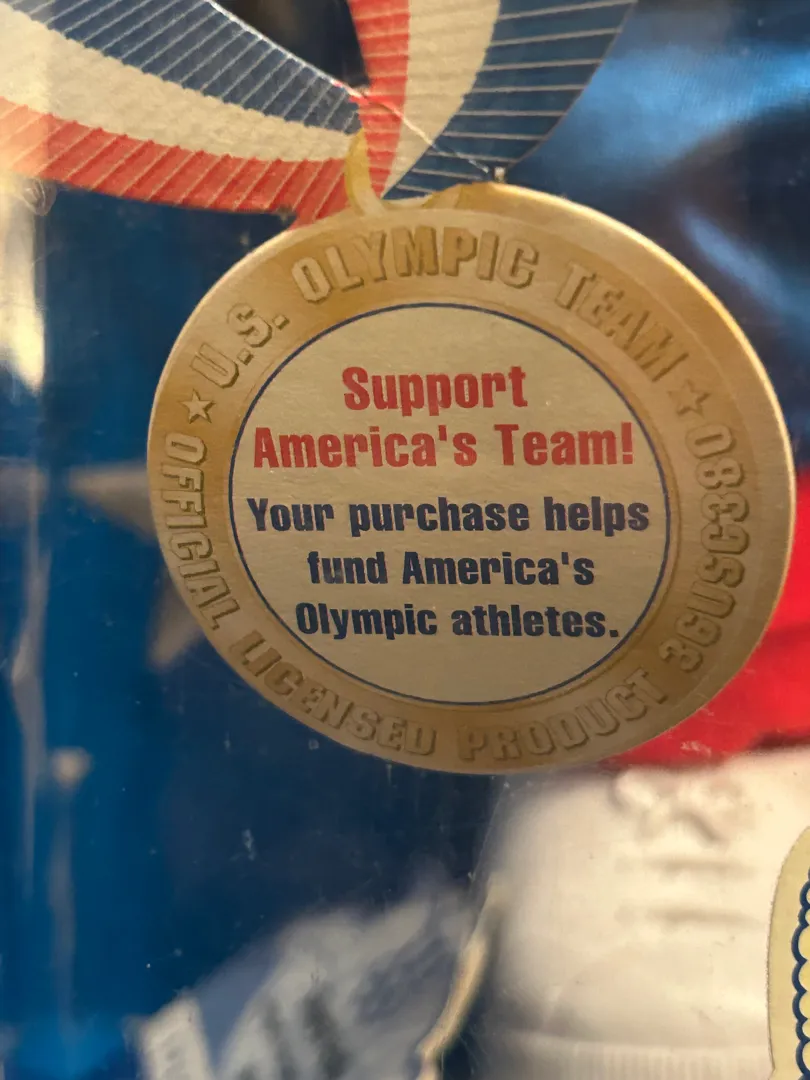 U.S. OLYMPIC TEAM
Support
America's Team!
Your purchase helps
fund America's
Olympic athletes.
OFFICIAL LICENSED PRODUCT 36USC380